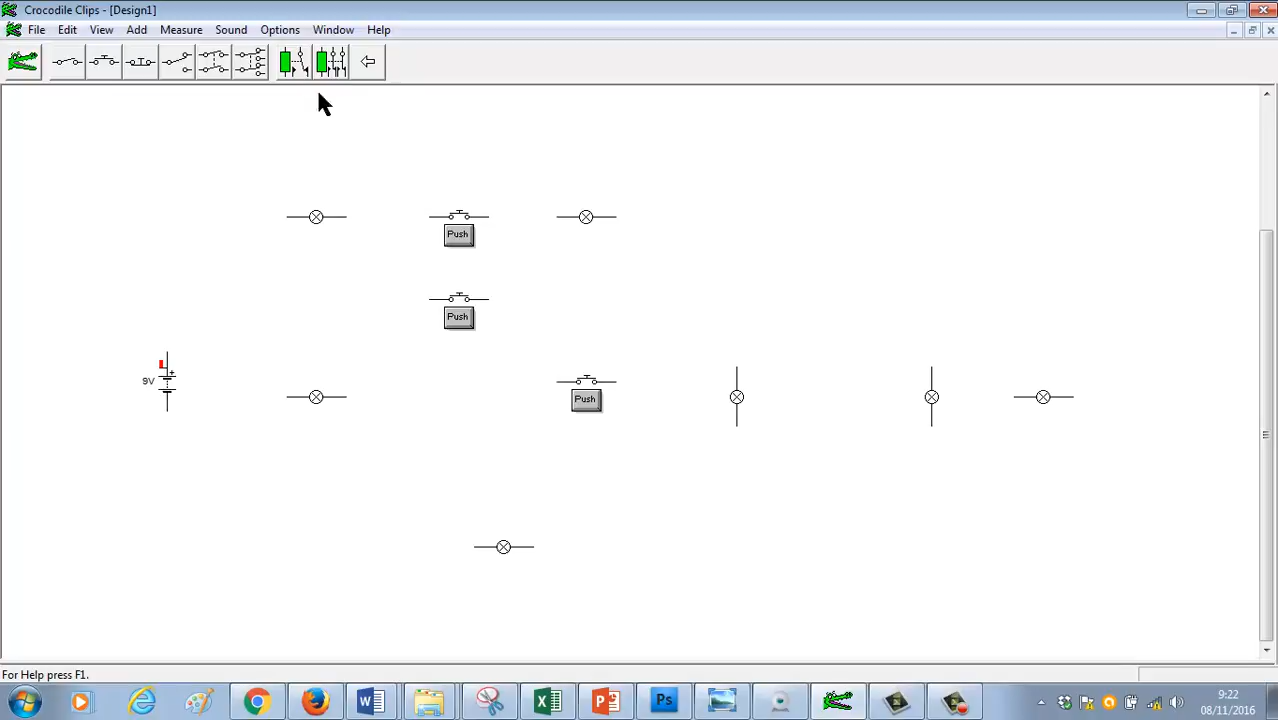 Crocodile Clips - [Design1]
File Edit View Add Measure Sound Options Window Help
Push
Push
9V
Push
For Help press F1.
9:22
08/11/2016